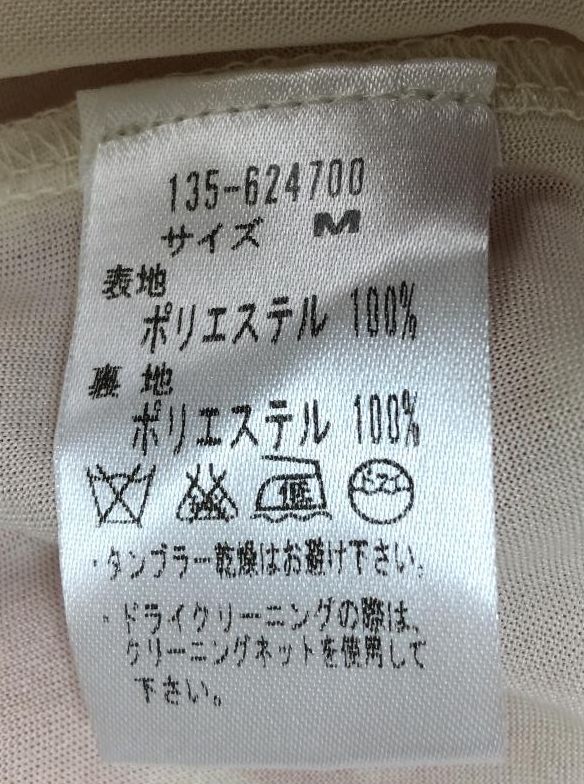 135-624700
サイズ M
表地
ポリエステル 100%
裏地
ポリエステル 100%
低
ドライ
・タンブラー乾燥はお避け下さい。
・ドライクリーニングの際は、
クリーニングネットを使用して
下さい。